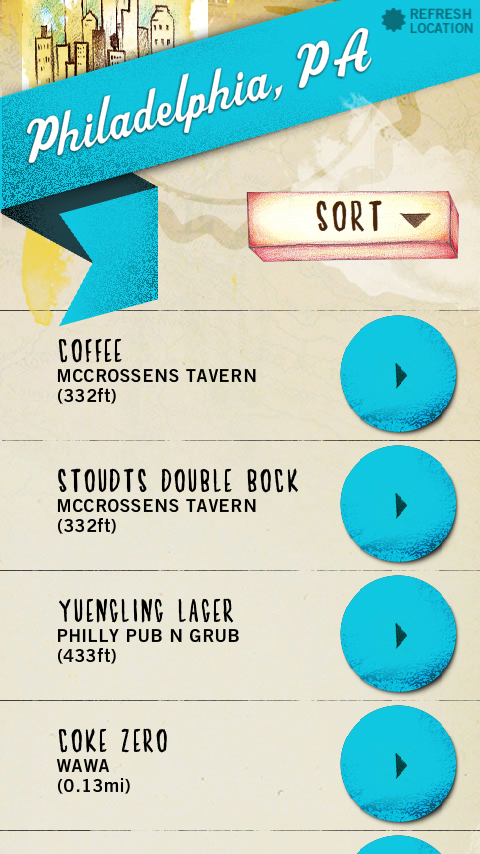 REFRESH
LOCATION
Philadelphia, PA
SORT
COFFEE
MCCROSSENS TAVERN
(332ft)
STOUDTS DOUBLE BOCK
MCCROSSENS TAVERN
(332ft)
YUENGLING LAGER
PHILLY PUB N GRUB
(433ft)
COKE ZERO
WAWA
(0.13mi)